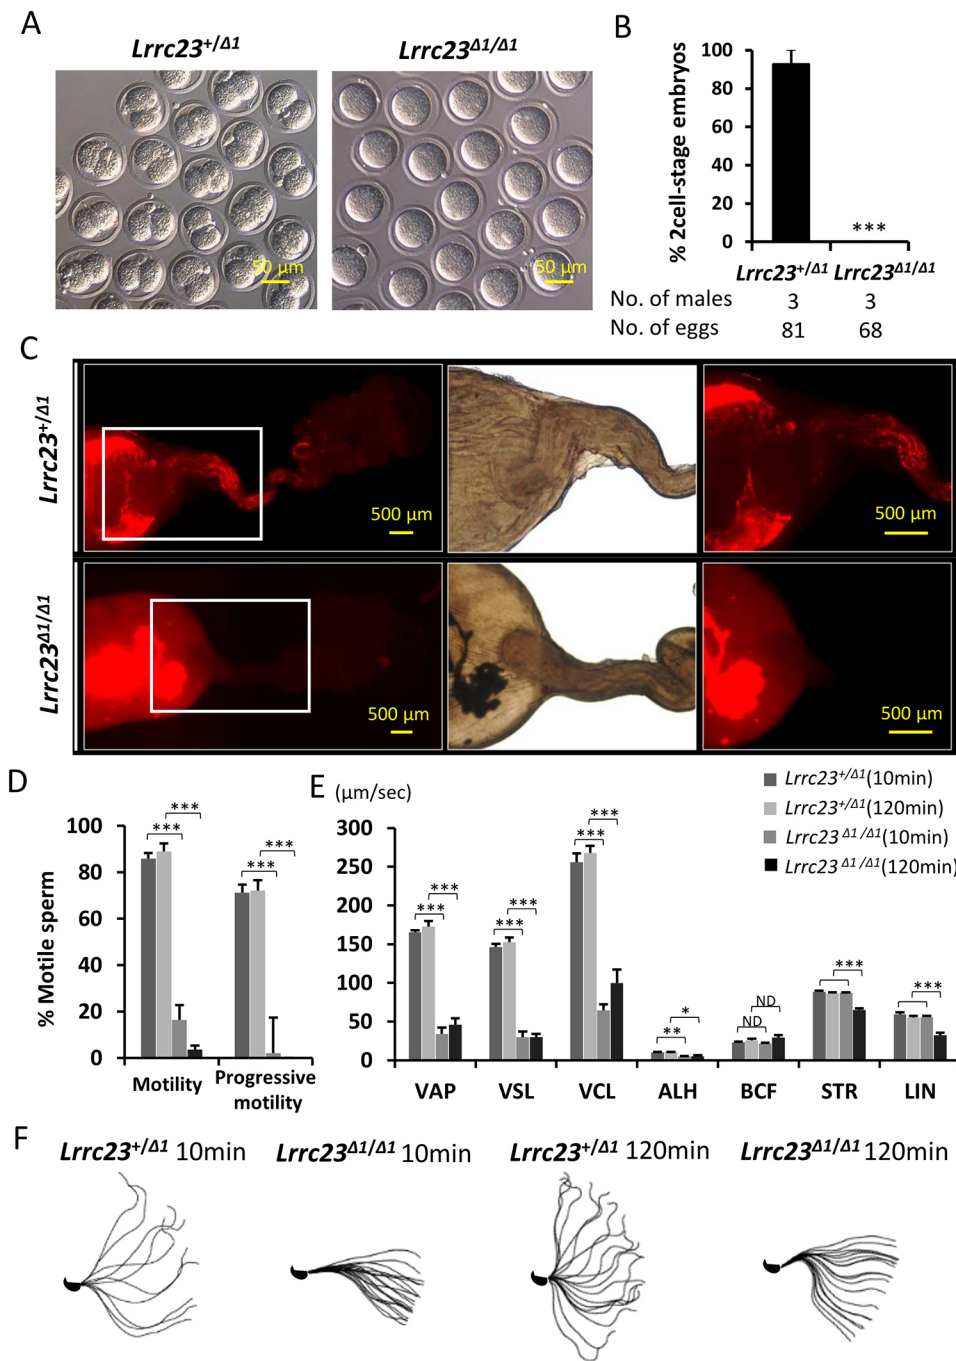 A
Lrrc23+/Δ1
Lrrc23Δ1/Δ1
50 µm
50 µm
B
% 2cell-stage embryos
100
80
60
40
20
0
***
Lrrc23+/Δ1 Lrrc23Δ1/Δ1
No. of males 3 3
No. of eggs 81 68
C
Lrrc23+/Δ1
500 µm
500 µm
Lrrc23Δ1/Δ1
500 µm
500 µm
D
% Motile sperm
100
80
60
40
20
0
***
***
***
***
Motility
Progressive motility
E
(µm/sec)
Lrrc23+/Δ1(10min)
Lrrc23+/Δ1(120min)
Lrrc23 Δ1/Δ1(10min)
Lrrc23 Δ1/Δ1(120min)
300
250
200
150
100
50
0
***
***
***
***
***
***
*
**
ND
ND
***
***
VAP VSL VCL ALH BCF STR LIN
F
Lrrc23+/Δ1 10min
Lrrc23Δ1/Δ1 10min
Lrrc23+/Δ1 120min
Lrrc23Δ1/Δ1 120min